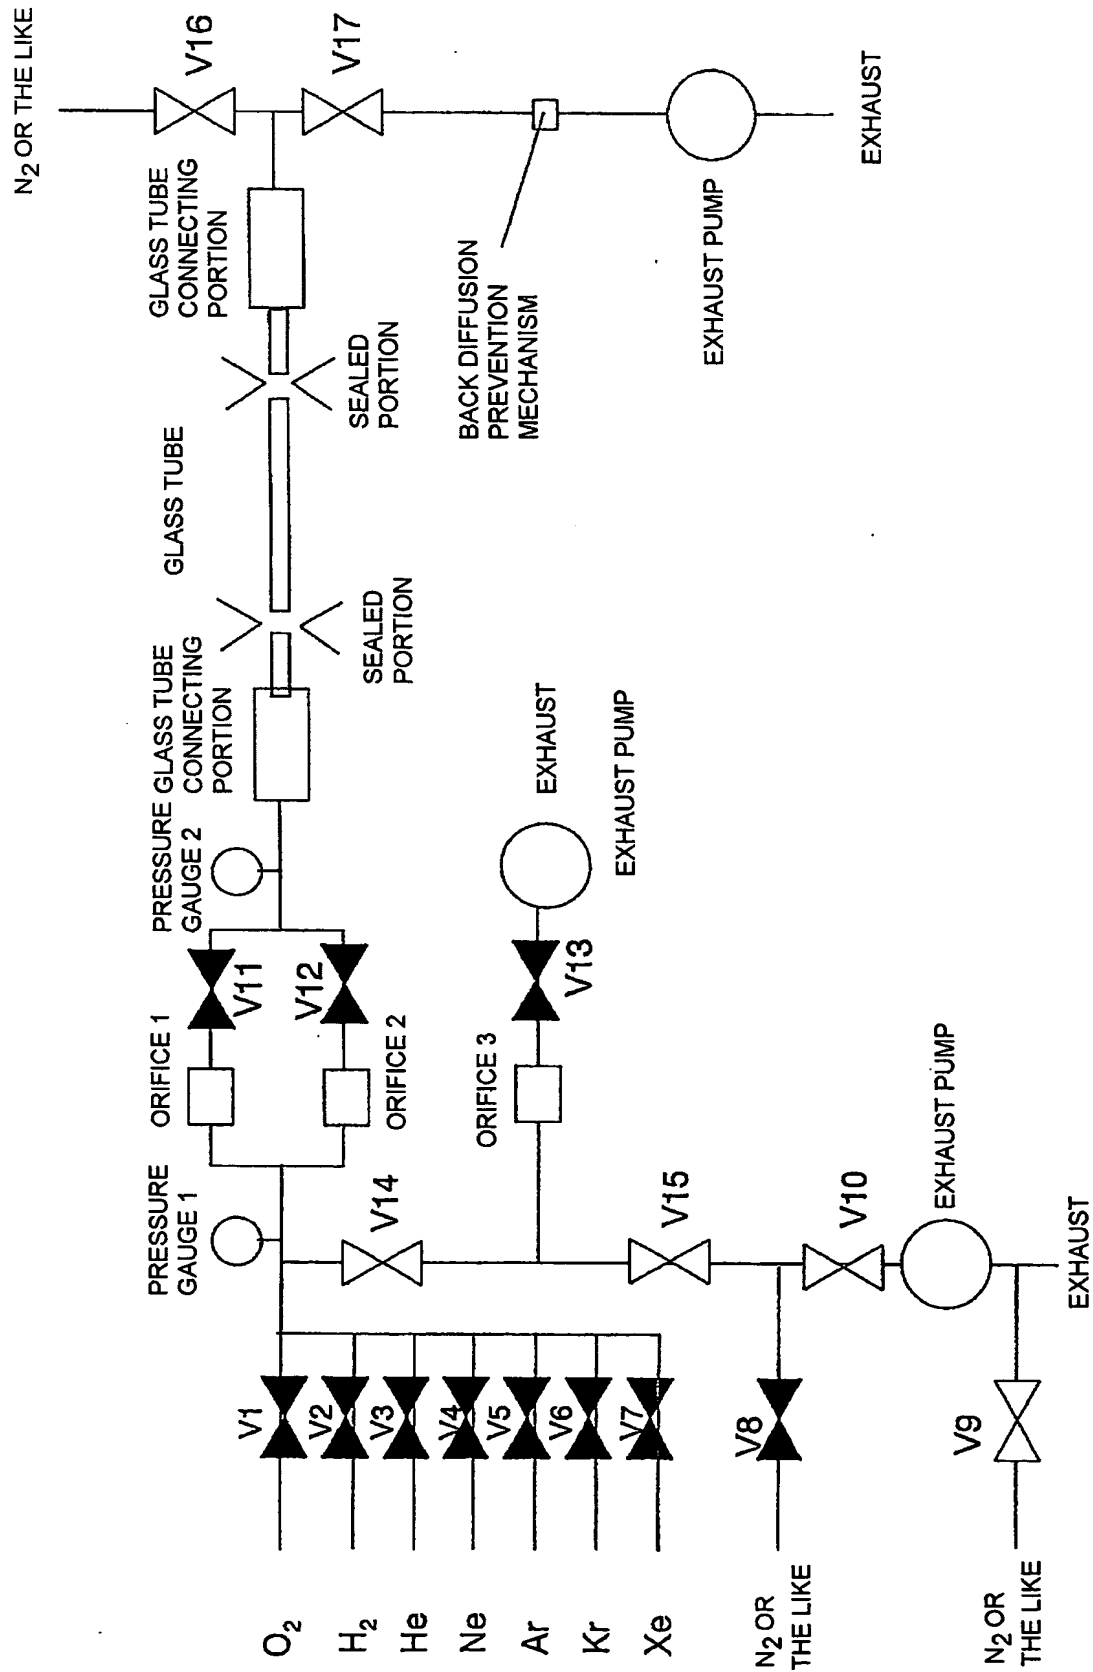 N2 OR THE LIKE
V16
V17
GLASS TUBE
CONNECTING
PORTION
BACK DIFFUSION
PREVENTION
MECHANISM
EXHAUST PUMP
EXHAUST
SEALED
PORTION
GLASS TUBE
SEALED
PORTION
GLASS TUBE
CONNECTING
PORTION
PRESSURE
GAUGE 2
V11
V12
ORIFICE 1
ORIFICE 2
EXHAUST
EXHAUST PUMP
V13
ORIFICE 3
PRESSURE
GAUGE 1
V14
V15
V10
EXHAUST PUMP
EXHAUST
V1
V2
V3
V4
V5
V6
V7
V8
V9
O2
H2
He
Ne
Ar
Kr
Xe
N2 OR
THE LIKE
N2 OR
THE LIKE